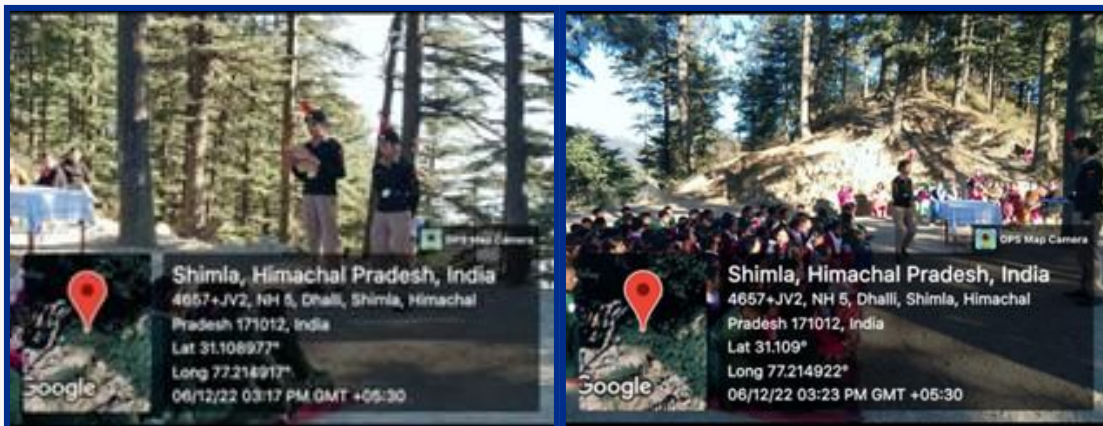 GPS Map Camera
Shimla, Himachal Pradesh, India
4657+JV2, NH 5, Dhalli, Shimla, Himachal
Pradesh 171012, India
Lat 31.108977°
Long 77.214917°
06/12/22 03:17 PM GMT +05:30
Google
GPS Map Camera
Shimla, Himachal Pradesh, India
4657+JV2, NH 5, Dhalli, Shimla, Himachal
Pradesh 171012, India
Lat 31.109°
Long 77.214922°
06/12/22 03:23 PM GMT +05:30
Google